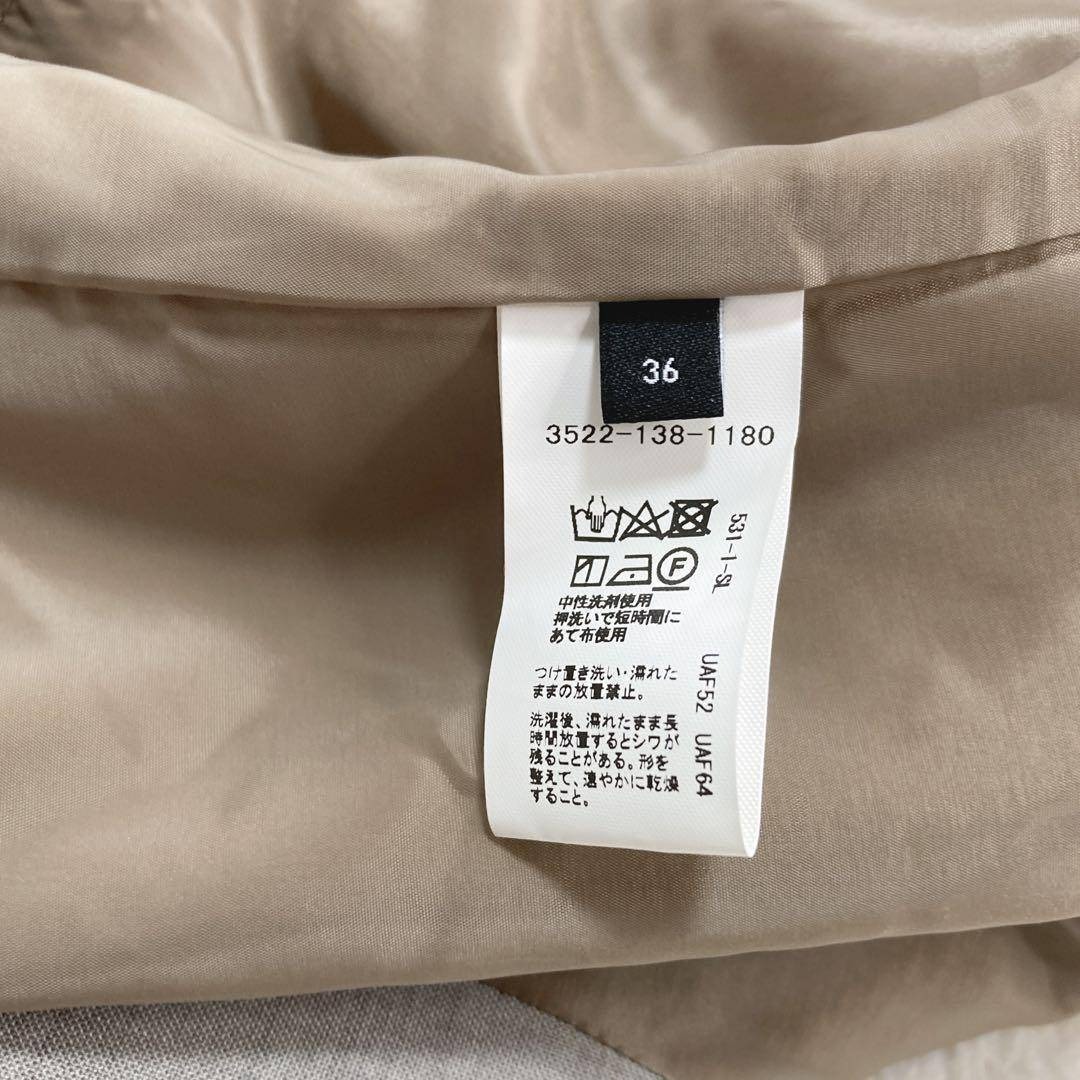 36
3522-138-1180
F
中性洗剤使用
押洗いで短時間に
あて布使用
つけ置き洗い・濡れた
ままの放置禁止。
洗濯後、濡れたまま長
時間放置するとシワが
残ることがある。形を
整えて、速やかに乾燥
すること。
531-1-SL
UAF52 UAF64